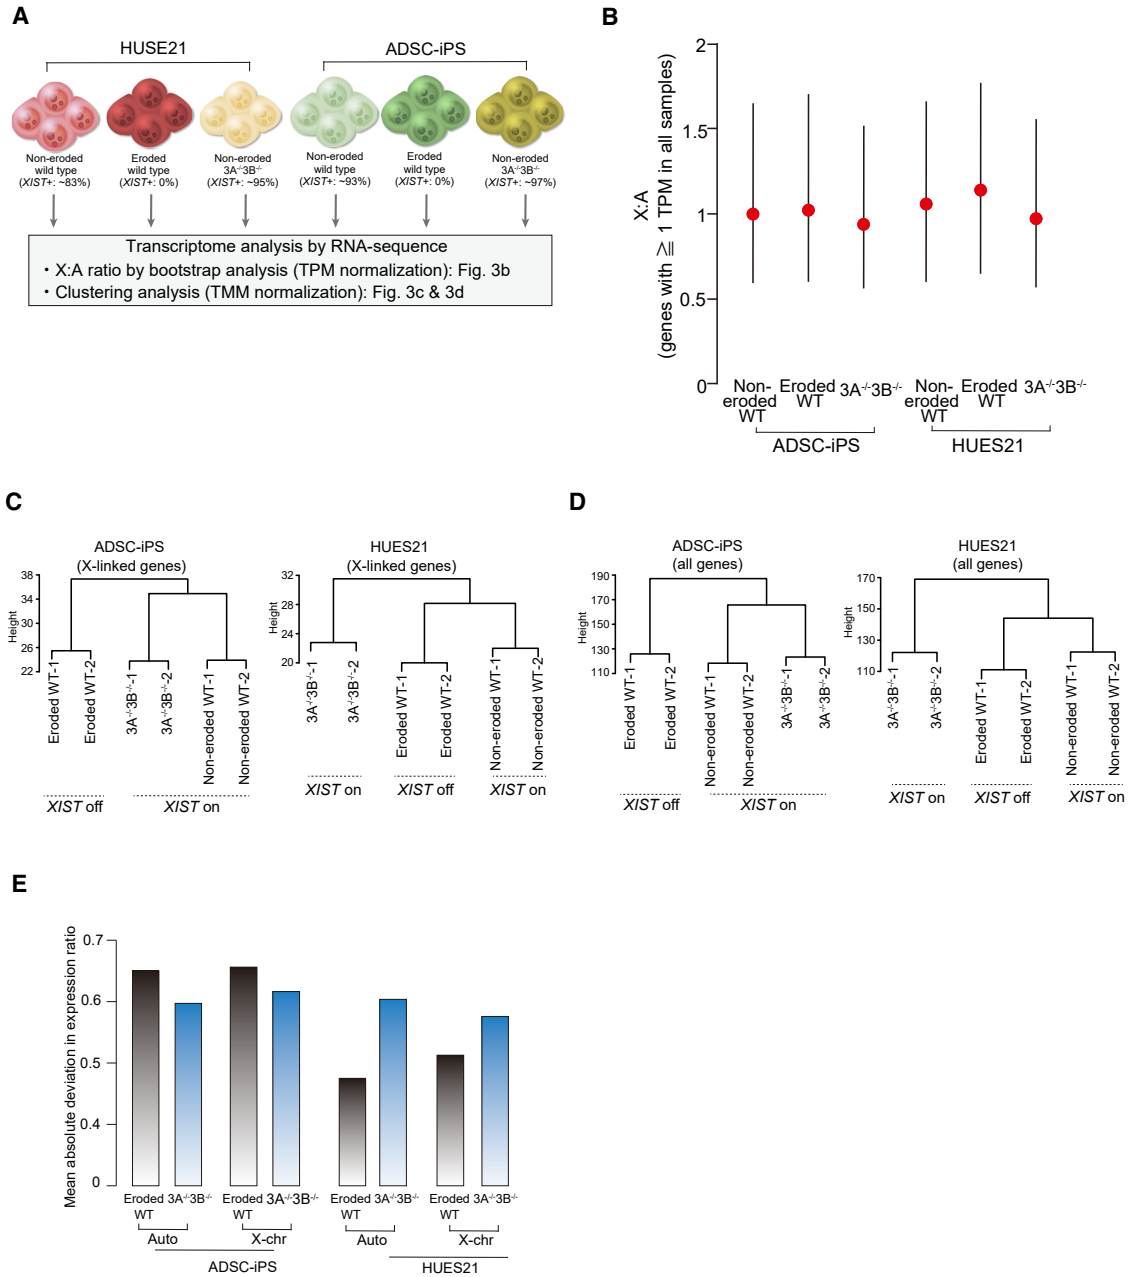 A
HUSE21
ADSC-iPS
Non-eroded
wild type
(XIST+: ~83%)
Eroded
wild type
(XIST+: 0%)
Non-eroded
3A-/-3B-/-
(XIST+: ~95%)
Non-eroded
wild type
(XIST+: ~93%)
Eroded
wild type
(XIST+: 0%)
Non-eroded
3A-/-3B-/-
(XIST+: ~97%)
Transcriptome analysis by RNA-sequence
・X:A ratio by bootstrap analysis (TPM normalization): Fig. 3b
・Clustering analysis (TMM normalization): Fig. 3c & 3d
B
X:A
(genes with ≧ 1 TPM in all samples)
2
1.5
1
0.5
0
Non-
eroded
WT
Eroded
WT
3A-/-3B-/-
Non-
eroded
WT
Eroded
WT
3A-/-3B-/-
ADSC-iPS
HUES21
C
ADSC-iPS
(X-linked genes)
Height
38
34
30
26
22
Eroded WT-1
Eroded WT-2
3A-/-3B-/--1
3A-/-3B-/--2
Non-eroded WT-1
Non-eroded WT-2
XIST off
XIST on
HUES21
(X-linked genes)
Height
32
28
24
20
3A-/-3B-/--1
3A-/-3B-/--2
Eroded WT-1
Eroded WT-2
Non-eroded WT-1
Non-eroded WT-2
XIST on
XIST off
XIST on
D
ADSC-iPS
(all genes)
Height
190
170
150
130
110
Eroded WT-1
Eroded WT-2
Non-eroded WT-1
Non-eroded WT-2
3A-/-3B-/--1
3A-/-3B-/--2
XIST off
XIST on
HUES21
(all genes)
Height
170
150
130
110
3A-/-3B-/--1
3A-/-3B-/--2
Eroded WT-1
Eroded WT-2
Non-eroded WT-1
Non-eroded WT-2
XIST on
XIST off
XIST on
E
Mean absolute deviation in expression ratio
0.7
0.6
0.5
0.4
0
Eroded
WT
3A-/-3B-/-
Eroded
WT
3A-/-3B-/-
Eroded
WT
3A-/-3B-/-
Eroded
WT
3A-/-3B-/-
Auto
X-chr
Auto
X-chr
ADSC-iPS
HUES21